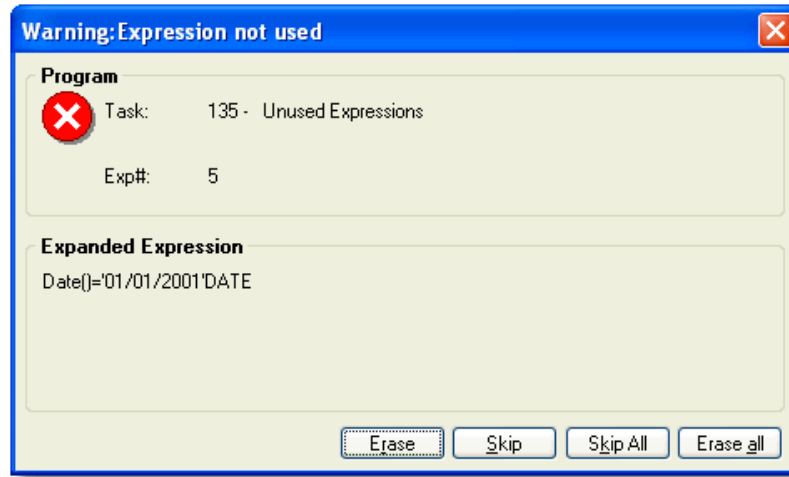 Warning:Expression not used
Program
Task: 135 - Unused Expressions
Exp#: 5
Expanded Expression
Date()='01/01/2001'DATE
Erase Skip Skip All Erase all